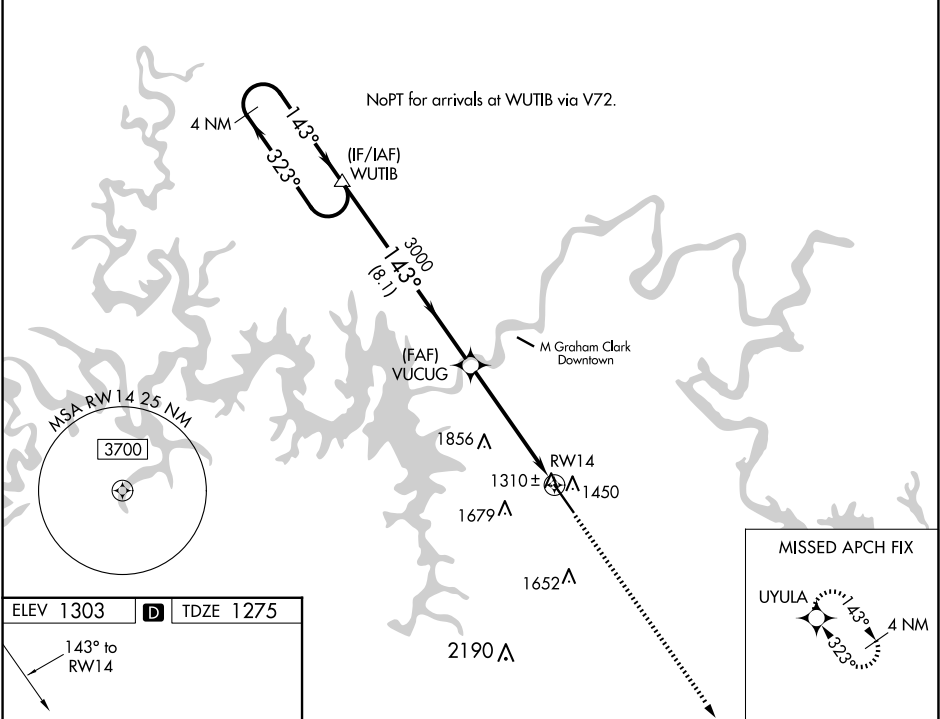 NoPT for arrivals at WUTIB via V72.
4 NM
143°
323°
(IF/IAF)
WUTIB
3000
143°
(8.1)
(FAF)
VUCUG
M Graham Clark
Downtown
MSA RW14 25 NM
3700
1856
RW14
1310±
1450
1679
1652
2190
MISSED APCH FIX
UYULA
143°
4 NM
323°
ELEV 1303 D TDZE 1275
143° to
RW14